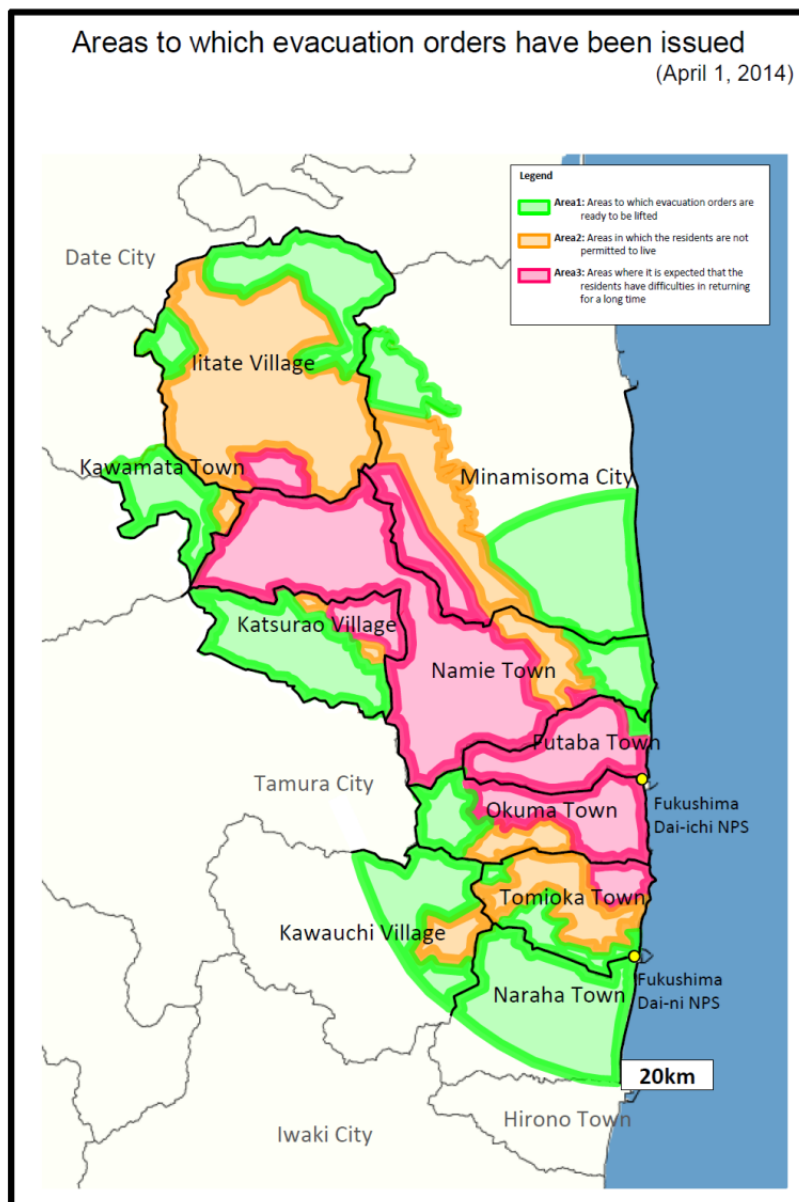 Areas to which evacuation orders have been issued
(April 1, 2014)
Legend
Area1: Areas to which evacuation orders are
ready to be lifted
Area2: Areas in which the residents are not
permitted to live
Area3: Areas where it is expected that the
residents have difficulties in returning
for a long time
Date City
Iitate Village
Kawamata Town
Minamisoma City
Katsurao Village
Namie Town
Futaba Town
Tamura City
Okuma Town
Fukushima
Dai-ichi NPS
Tomioka Town
Kawauchi Village
Fukushima
Dai-ni NPS
Naraha Town
20km
Hirono Town
Iwaki City